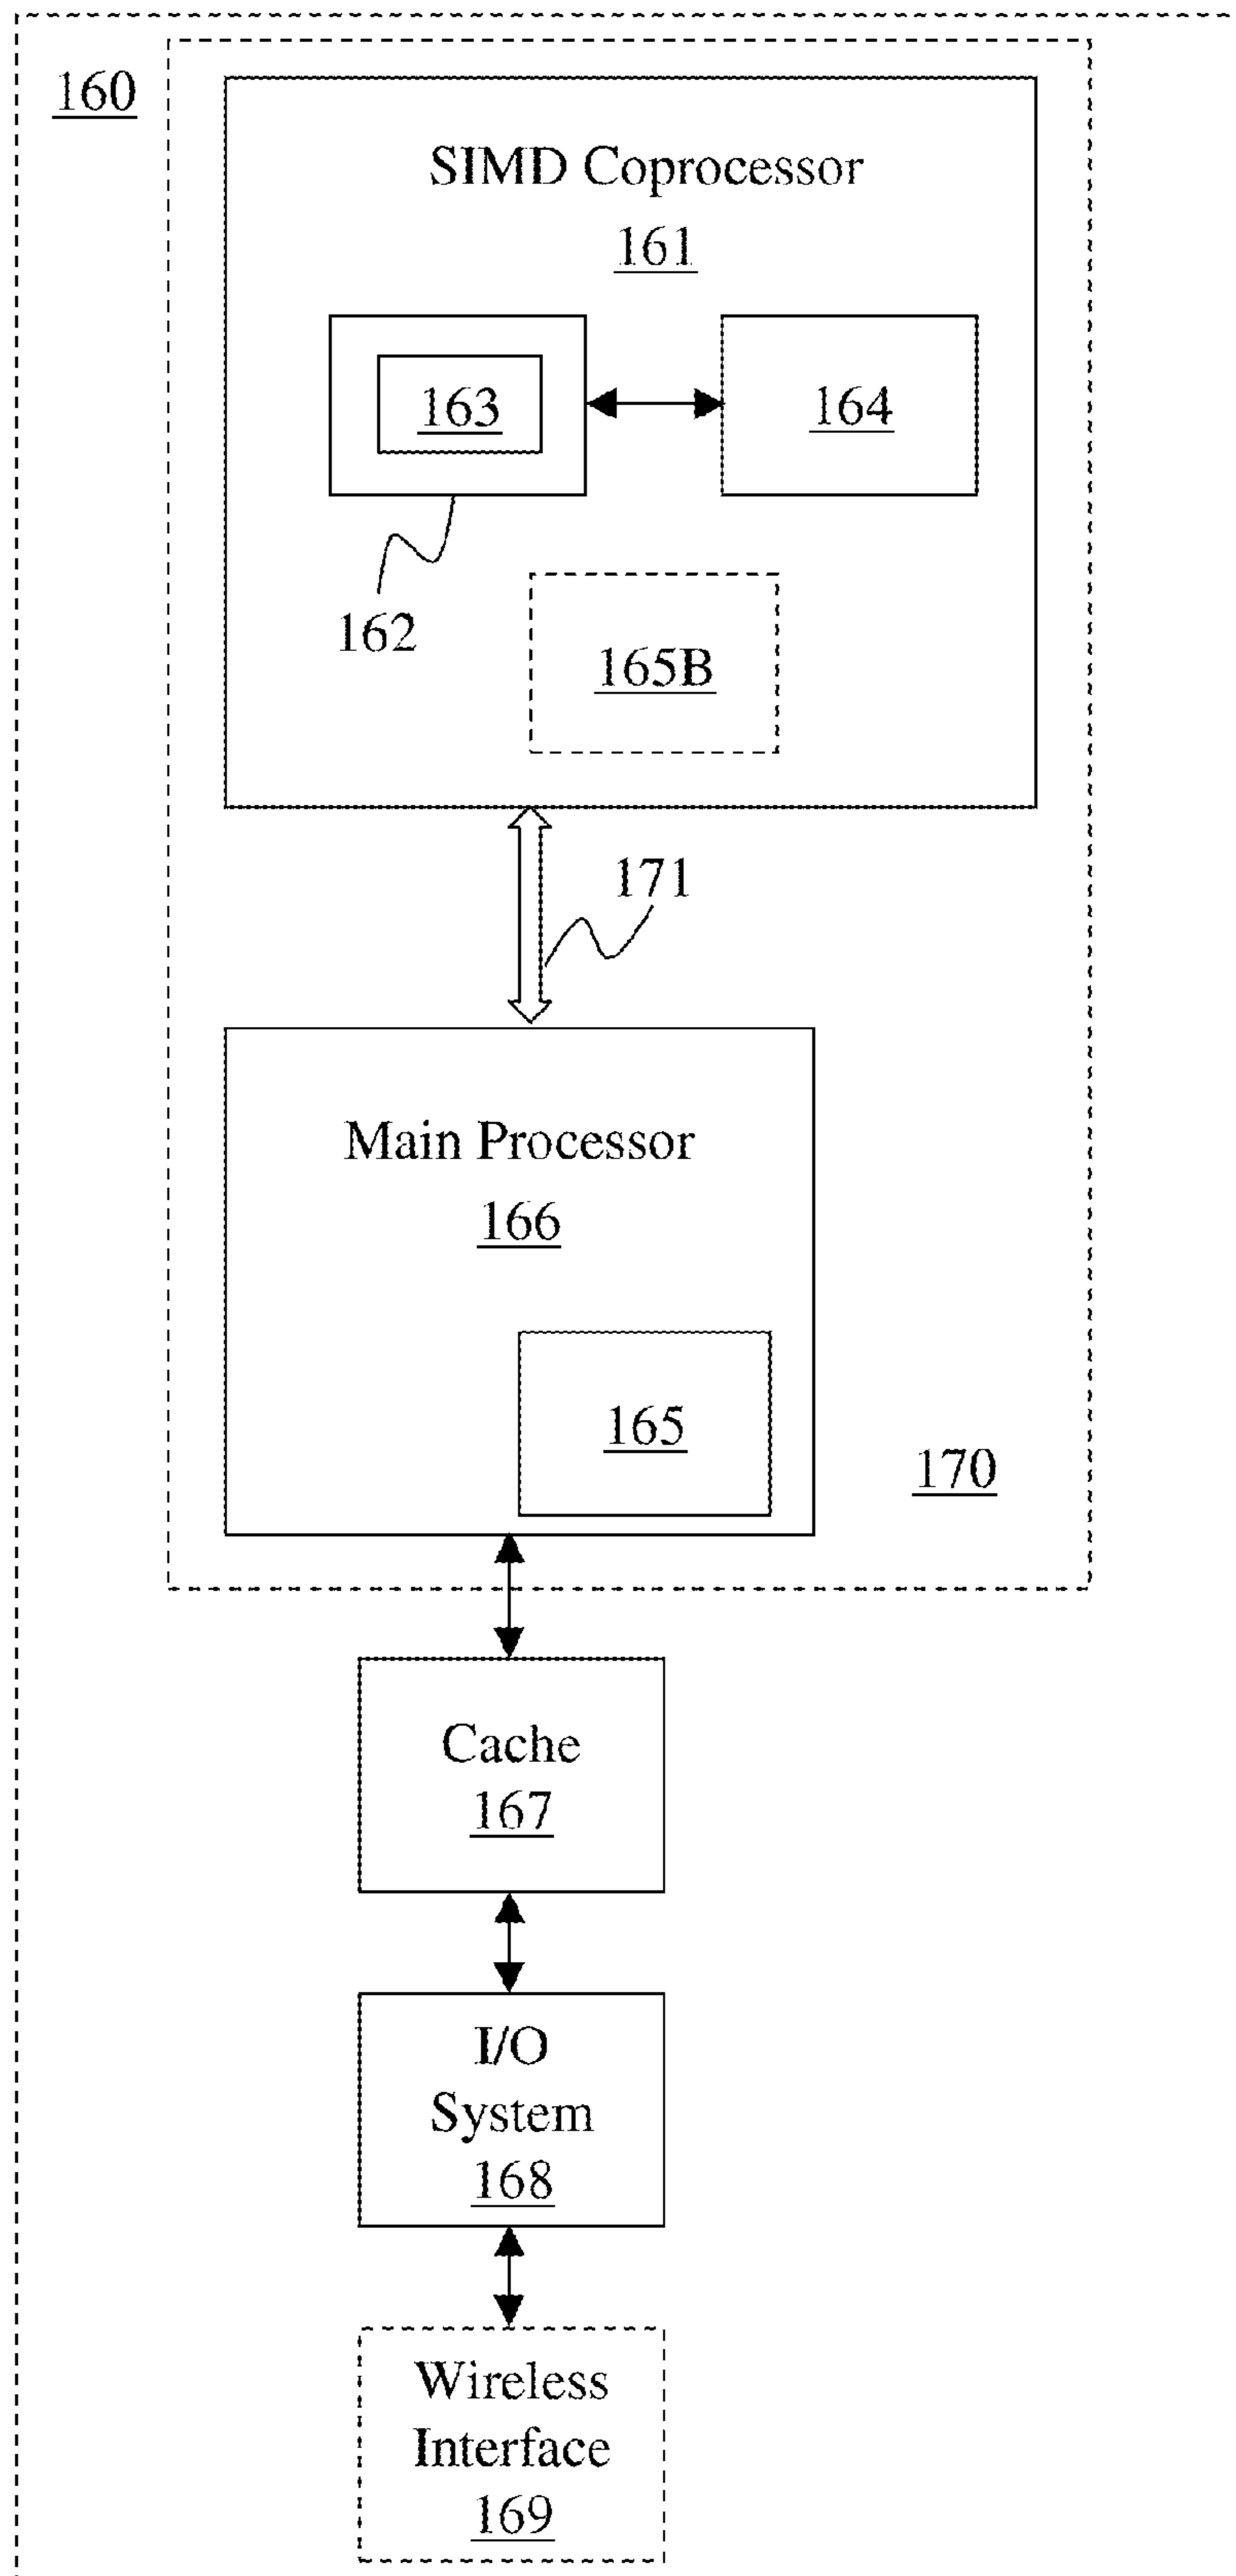 160
SIMD Coprocessor
161
163
164
162
165B
171
Main Processor
166
165
170
Cache
167
I/O
System
168
Wireless
Interface
169